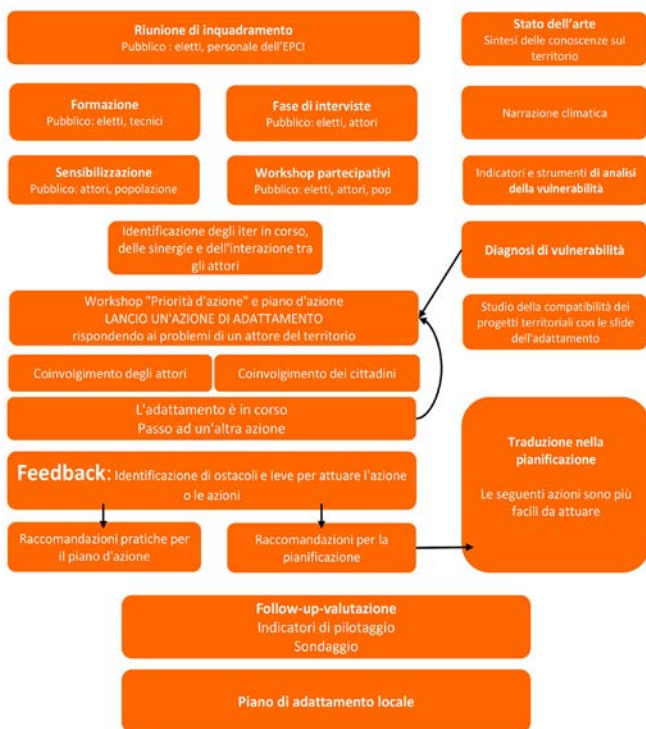 Riunione di inquadramento
Pubblico : eletti, personale dell'EPCI
Stato dell'arte
Sintesi delle conoscenze sul
territorio
Formazione
Pubblico: eletti, tecnici
Fase di interviste
Pubblico: eletti, attori
Narrazione climatica
Sensibilizzazione
Pubblico: attori, popolazione
Workshop partecipativi
Pubblico: eletti, attori, pop
Indicatori e strumenti di analisi
della vulnerabilità
Identificazione degli iter in corso,
delle sinergie e dell'interazione tra
gli attori
Diagnosi di vulnerabilità
Workshop "Priorità d'azione" e piano d'azione
LANCIO UN'AZIONE DI ADATTAMENTO
rispondendo ai problemi di un attore del territorio
Studio della compatibilità dei
progetti territoriali con le sfide
dell'adattamento
Coinvolgimento degli attori
Coinvolgimento dei cittadini
L'adattamento è in corso
Passo ad un'altra azione
Traduzione nella
pianificazione
Le seguenti azioni sono più
facili da attuare
Feedback: Identificazione di ostacoli e leve per attuare l'azione
o le azioni
Raccomandazioni pratiche per
il piano d'azione
Raccomandazioni per la
pianificazione
Follow-up-valutazione
Indicatori di pilotaggio
Sondaggio
Piano di adattamento locale